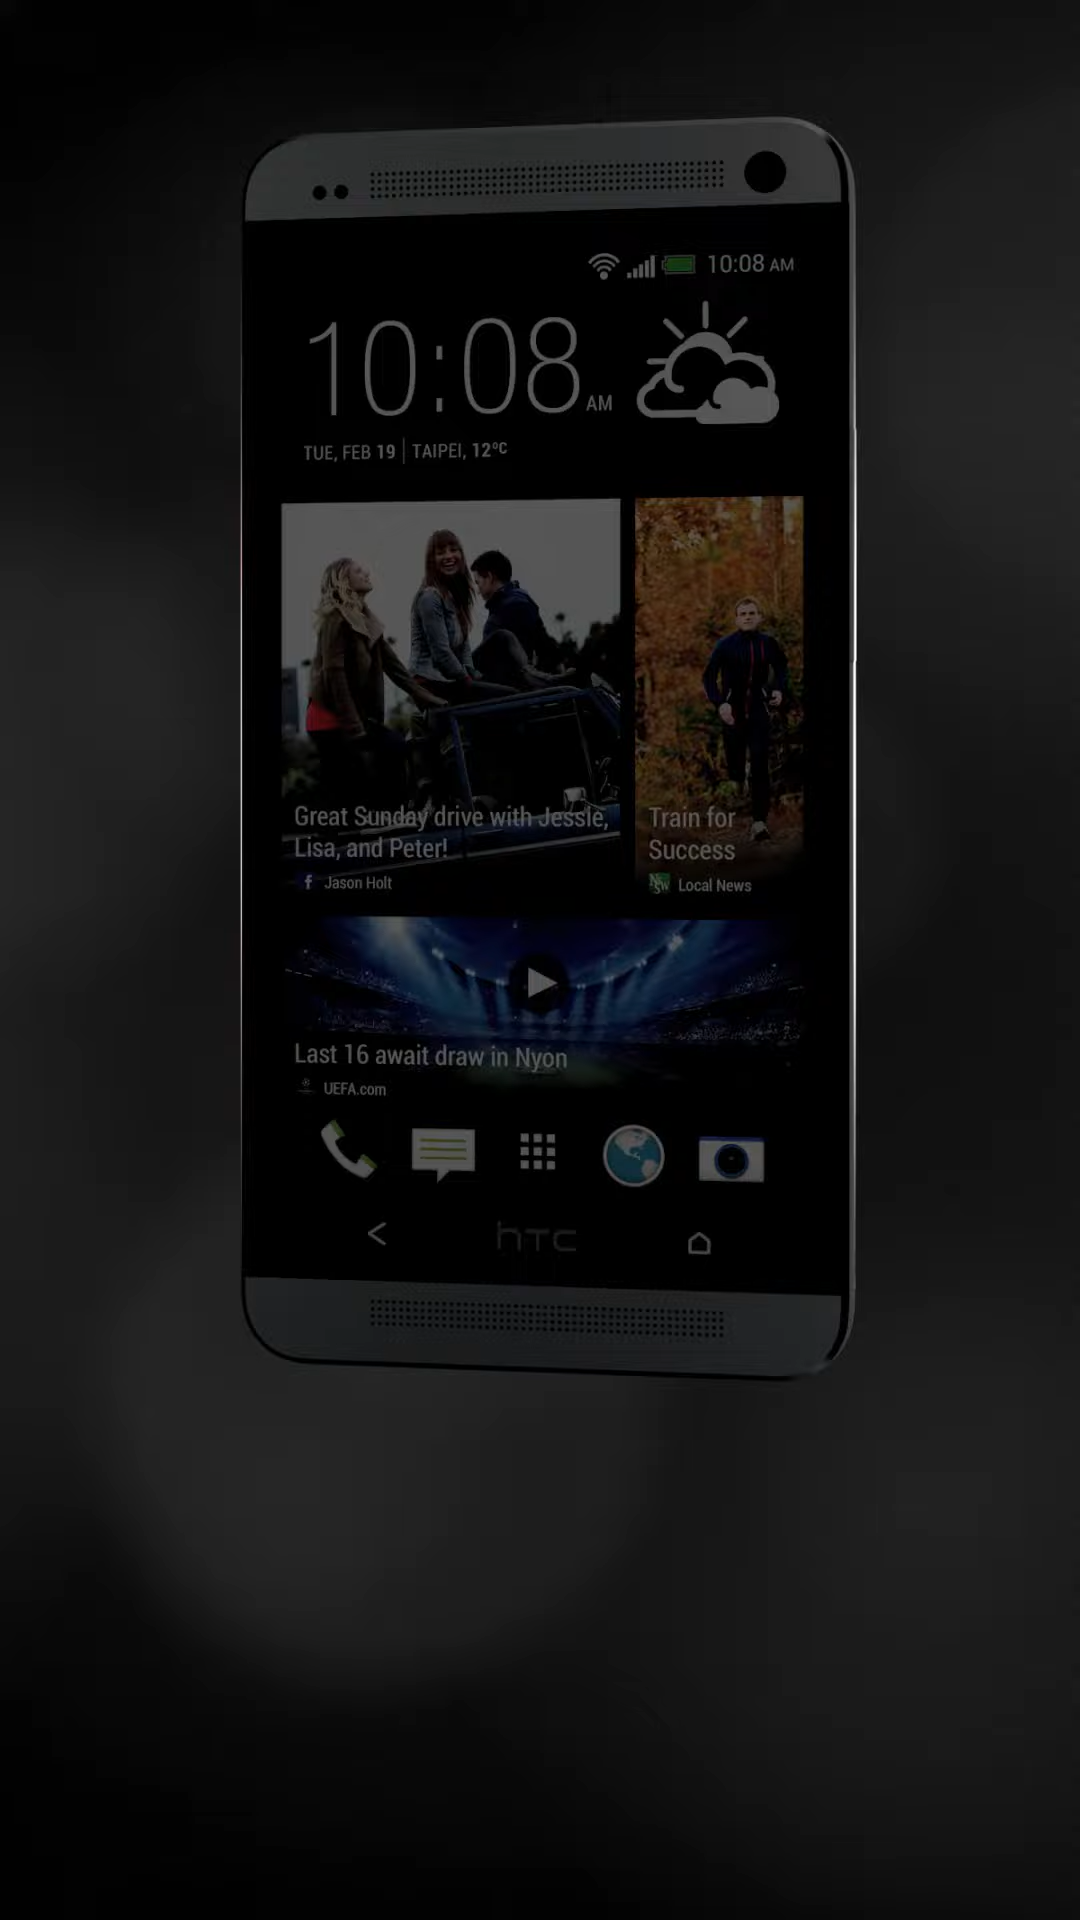 10:08 AM
10:08 AM
TUE, FEB 19 | TAIPEI, 12°C
Great Sunday drive with Jessie,
Lisa, and Peter!
f Jason Holt
Train for
Success
Local News
Last 16 await draw in Nyon
UEFA.com
hTC